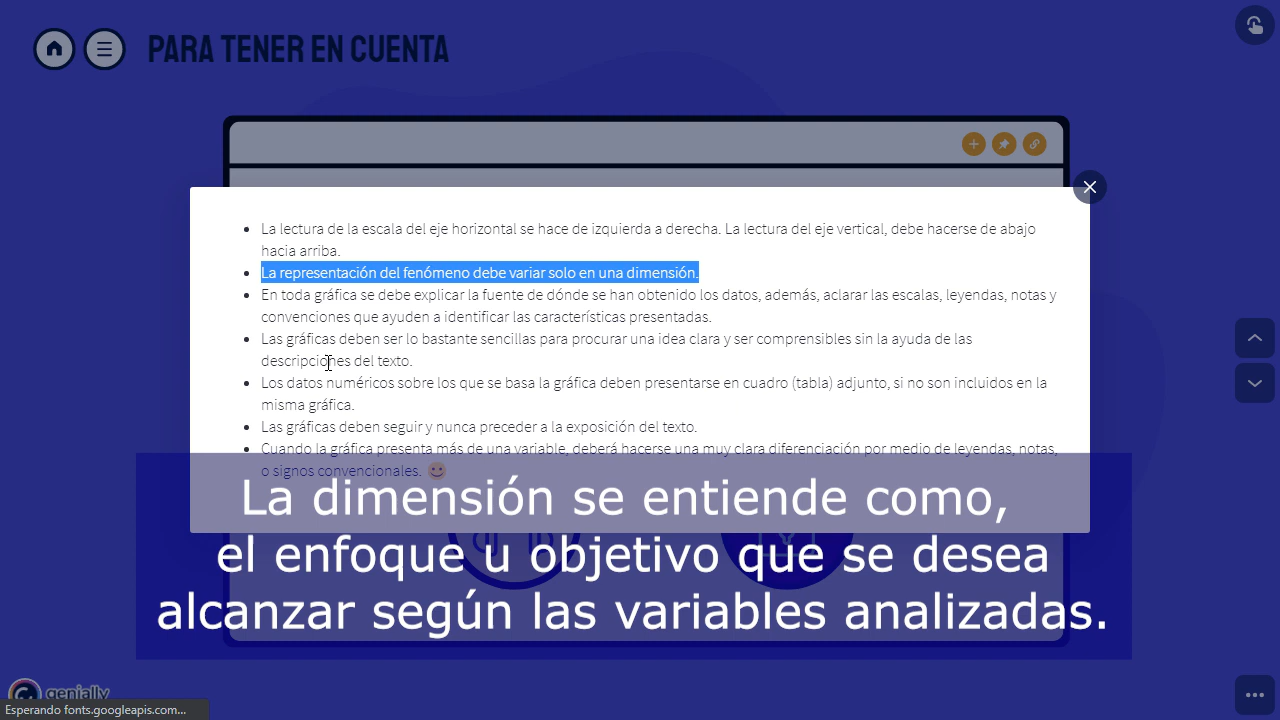 PARA TENER EN CUENTA
La lectura de la escala del eje horizontal se hace de izquierda a derecha. La lectura del eje vertical, debe hacerse de abajo
hacia arriba.
La representación del fenómeno debe variar solo en una dimensión.
En toda gráfica se debe explicar la fuente de dónde se han obtenido los datos, además, aclarar las escalas, leyendas, notas y
convenciones que ayuden a identificar las características presentadas.
Las gráficas deben ser lo bastante sencillas para procurar una idea clara y ser comprensibles sin la ayuda de las
descripciones del texto.
Los datos numéricos sobre los que se basa la gráfica deben presentarse en cuadro (tabla) adjunto, si no son incluidos en la
misma gráfica.
Las gráficas deben seguir y nunca preceder a la exposición del texto.
Cuando la gráfica presenta más de una variable, deberá hacerse una muy clara diferenciación por medio de leyendas, notas,
o signos convencionales. 🙂
La dimensión se entiende como,
el enfoque u objetivo que se desea
alcanzar según las variables analizadas.
genially
Esperando fonts.googleapis.com...